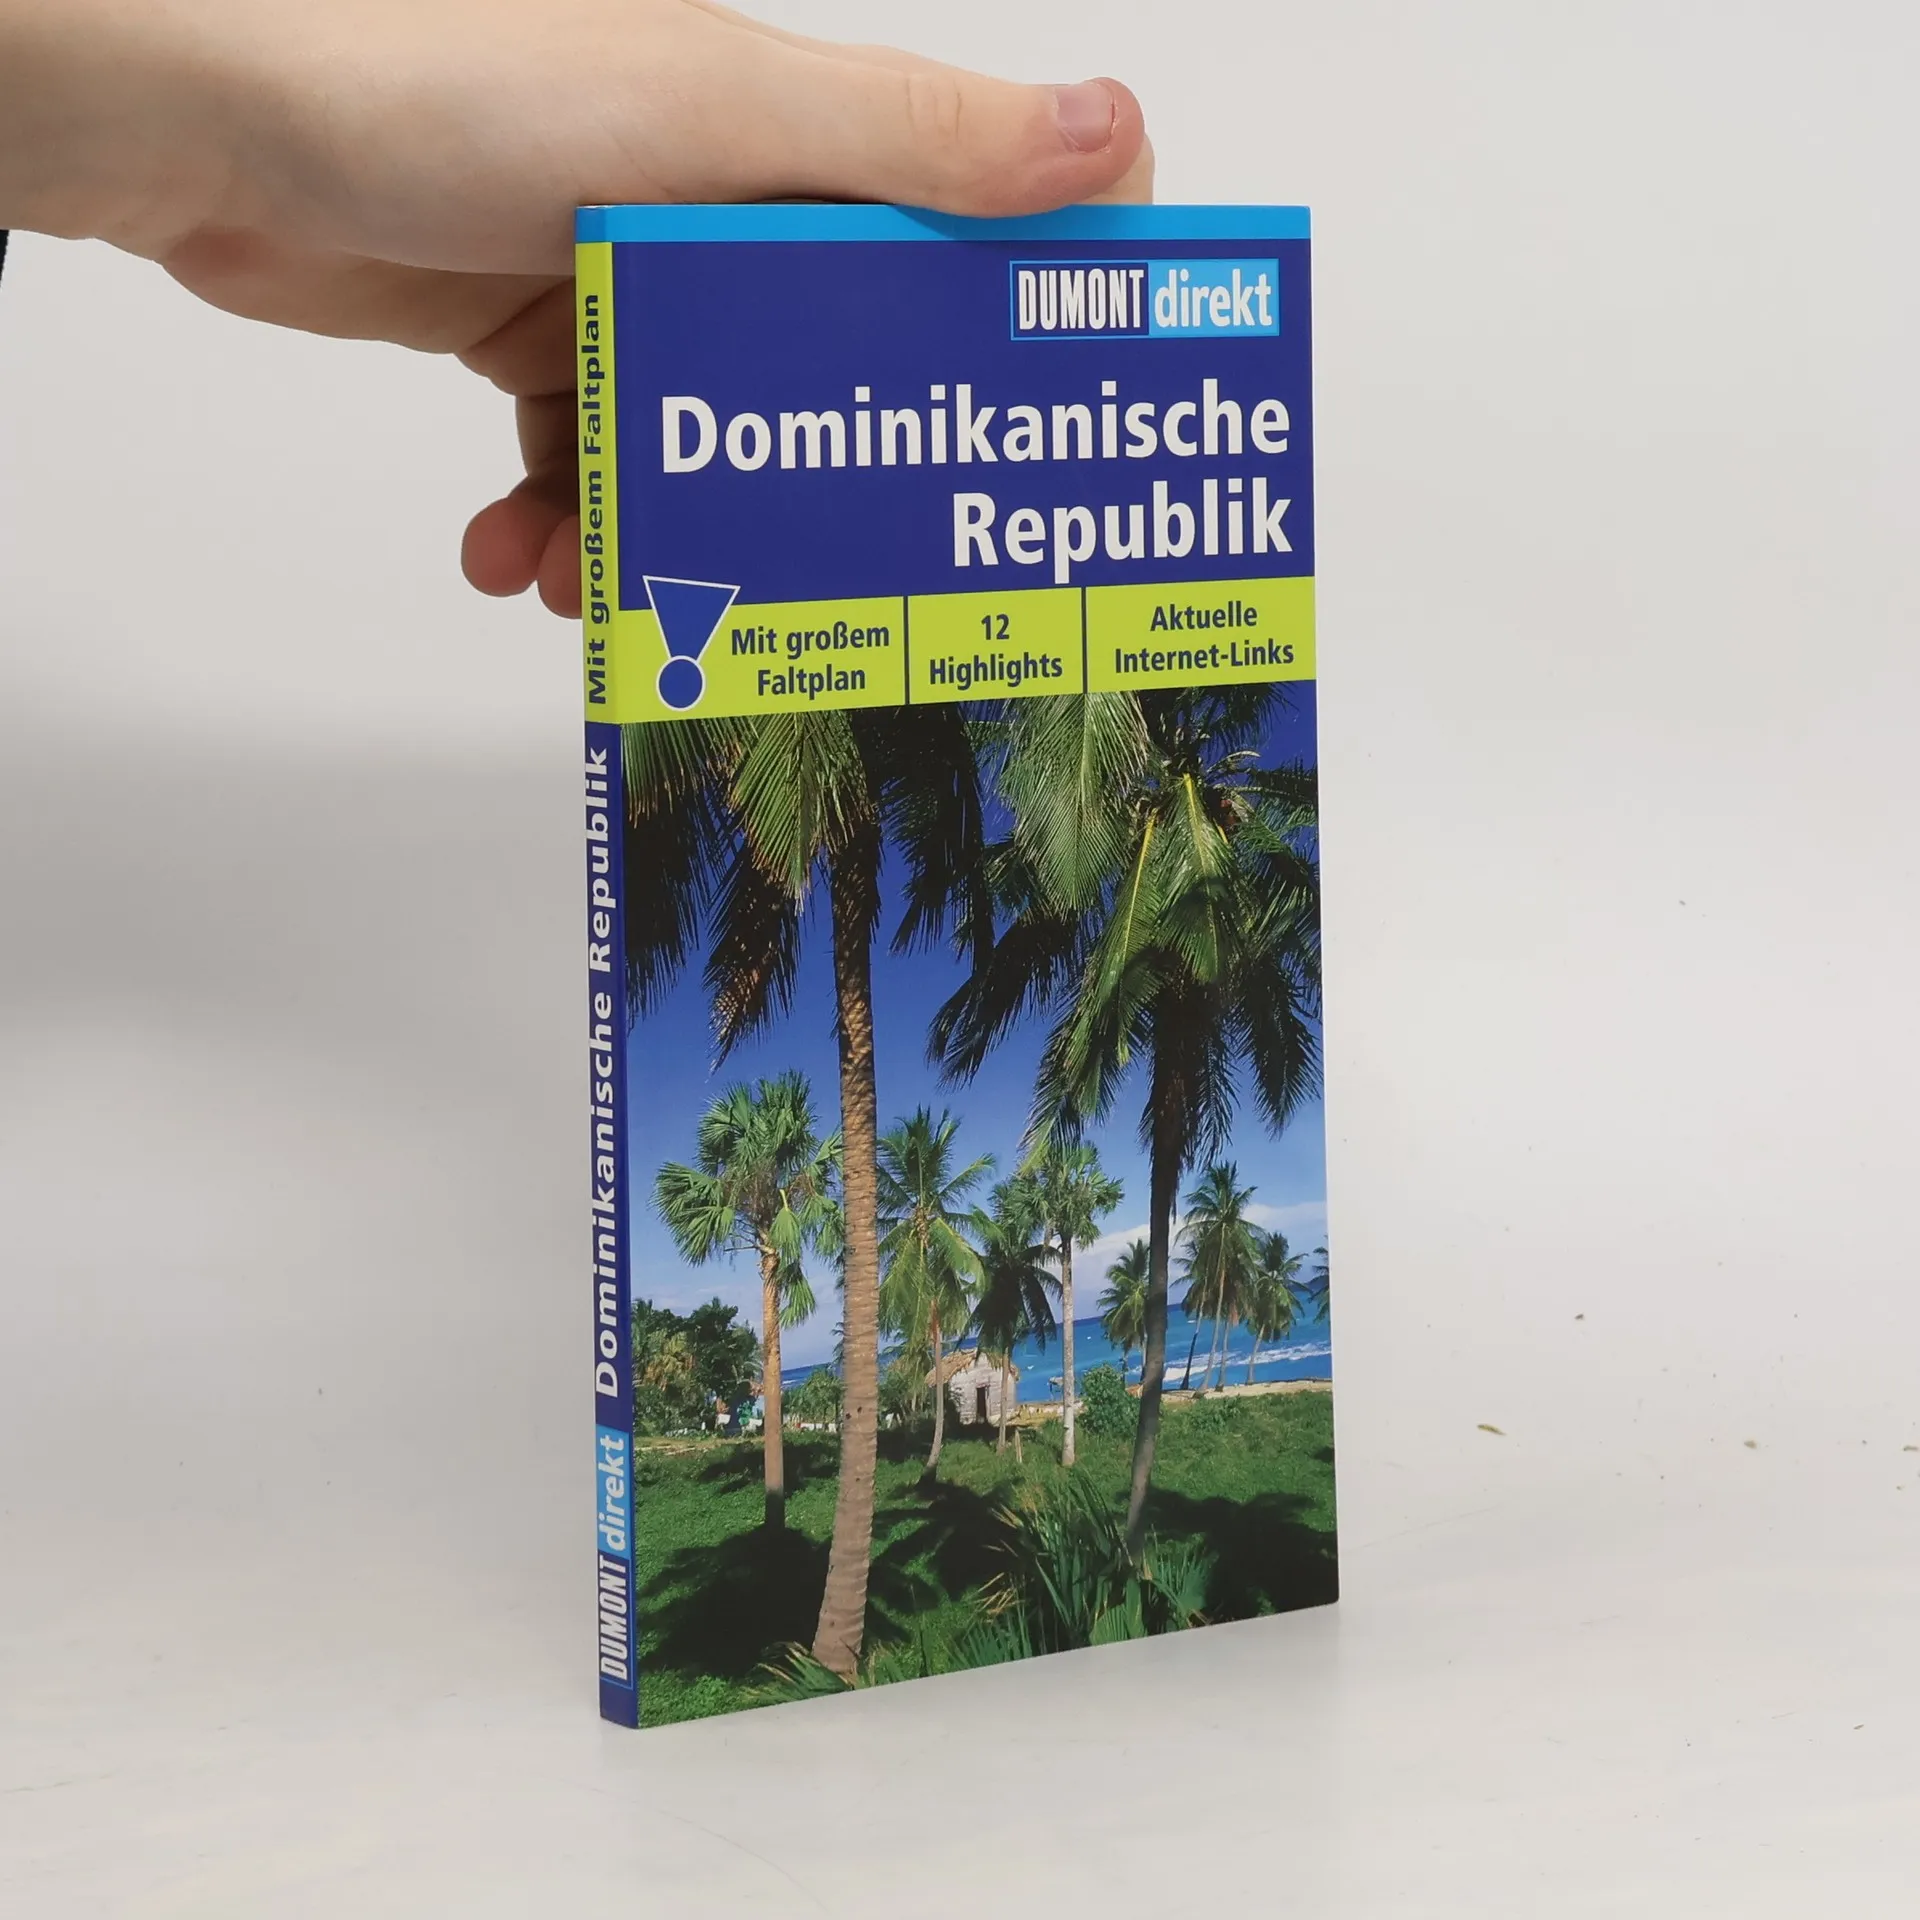 DUMONT direkt
Dominikanische
Republik
Mit großem
Faltplan
12
Highlights
Aktuelle
Internet-Links
Mit großem Faltplan
Dominikanische Republik
DUMONT direkt